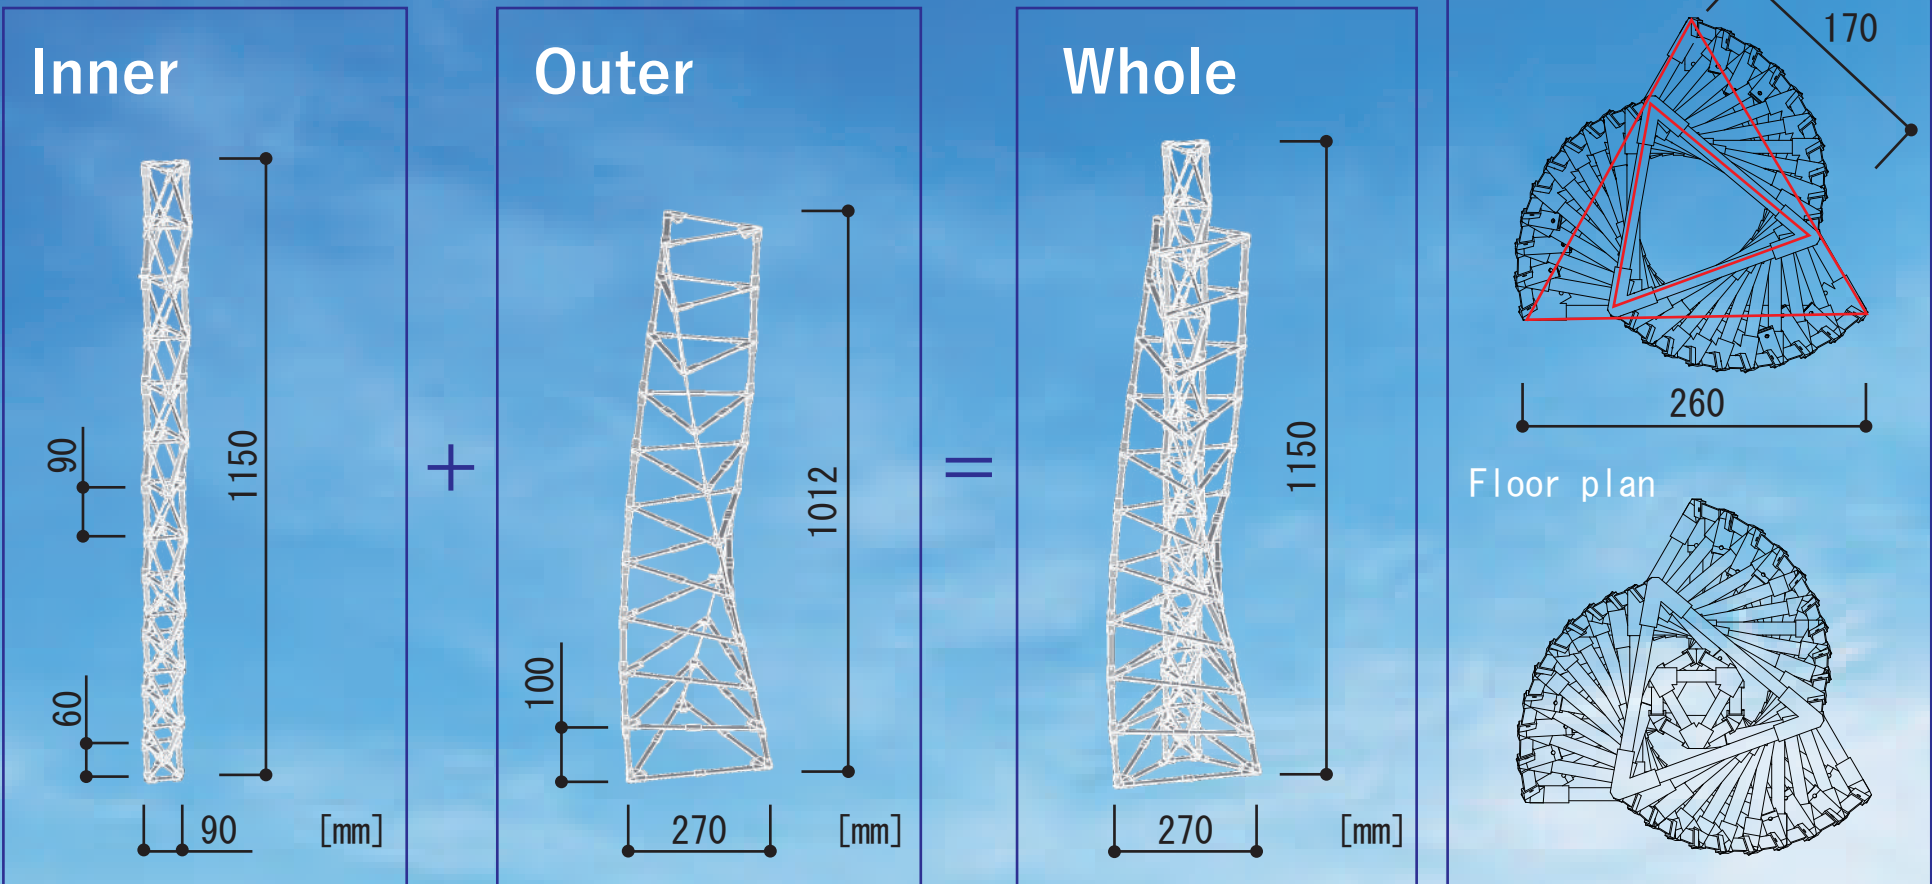 Inner
1150
90
60
90
[mm]
+
Outer
1012
100
270
[mm]
=
Whole
1150
270
[mm]
170
260
Floor plan